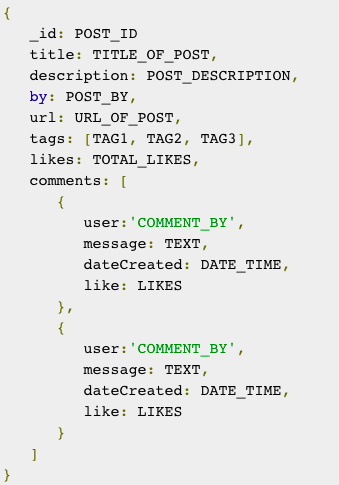 {
   _id: POST_ID
   title: TITLE_OF_POST,
   description: POST_DESCRIPTION,
   by: POST_BY,
   url: URL_OF_POST,
   tags: [TAG1, TAG2, TAG3],
   likes: TOTAL_LIKES,
   comments: [
      {
         user:'COMMENT_BY',
         message: TEXT,
         dateCreated: DATE_TIME,
         like: LIKES
      },
      {
         user:'COMMENT_BY',
         message: TEXT,
         dateCreated: DATE_TIME,
         like: LIKES
      }
   ]
}